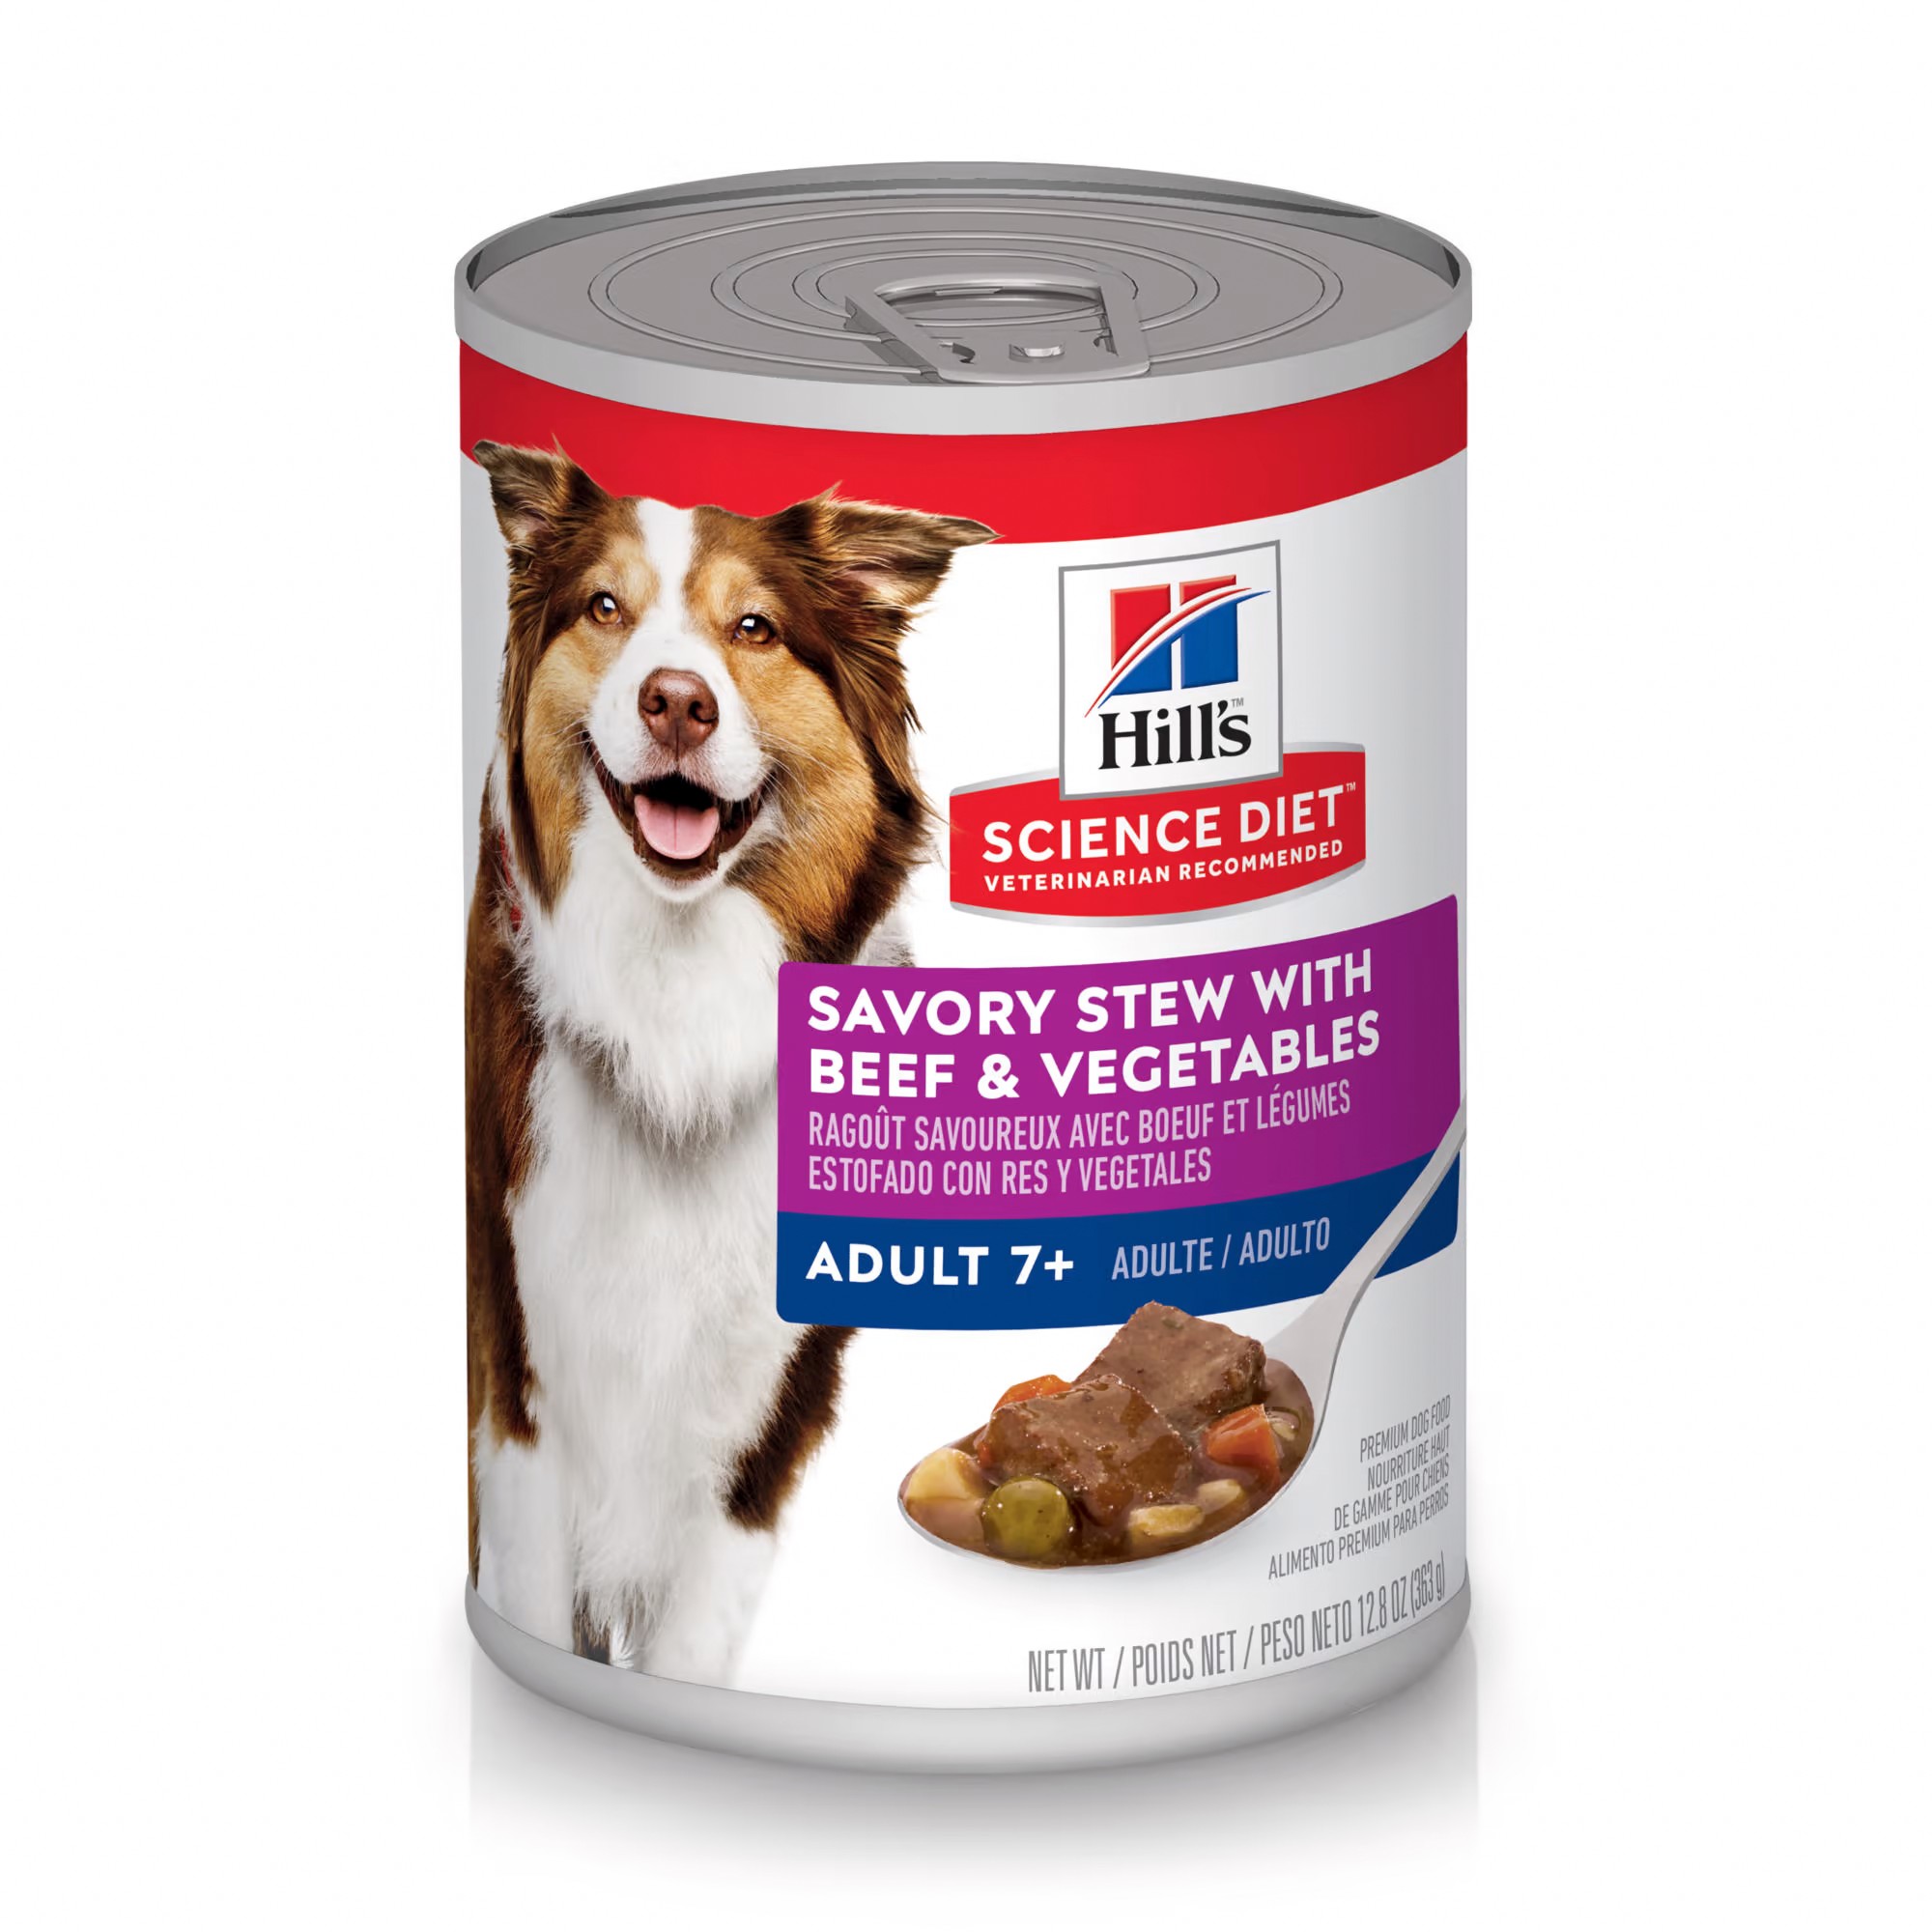 Hill's™
SCIENCE DIET™
VETERINARIAN RECOMMENDED
SAVORY STEW WITH
BEEF & VEGETABLES
RAGOÛT SAVOUREUX AVEC BOEUF ET LÉGUMES
ESTOFADO CON RES Y VEGETALES
ADULT 7+ ADULTE / ADULTO
PREMIUM DOG FOOD
NOURRITURE HAUT
DE GAMME POUR CHIENS
ALIMENTO PREMIUM PARA PERROS
NET WT / POIDS NET / PESO NETO 12.8 OZ (363 g)